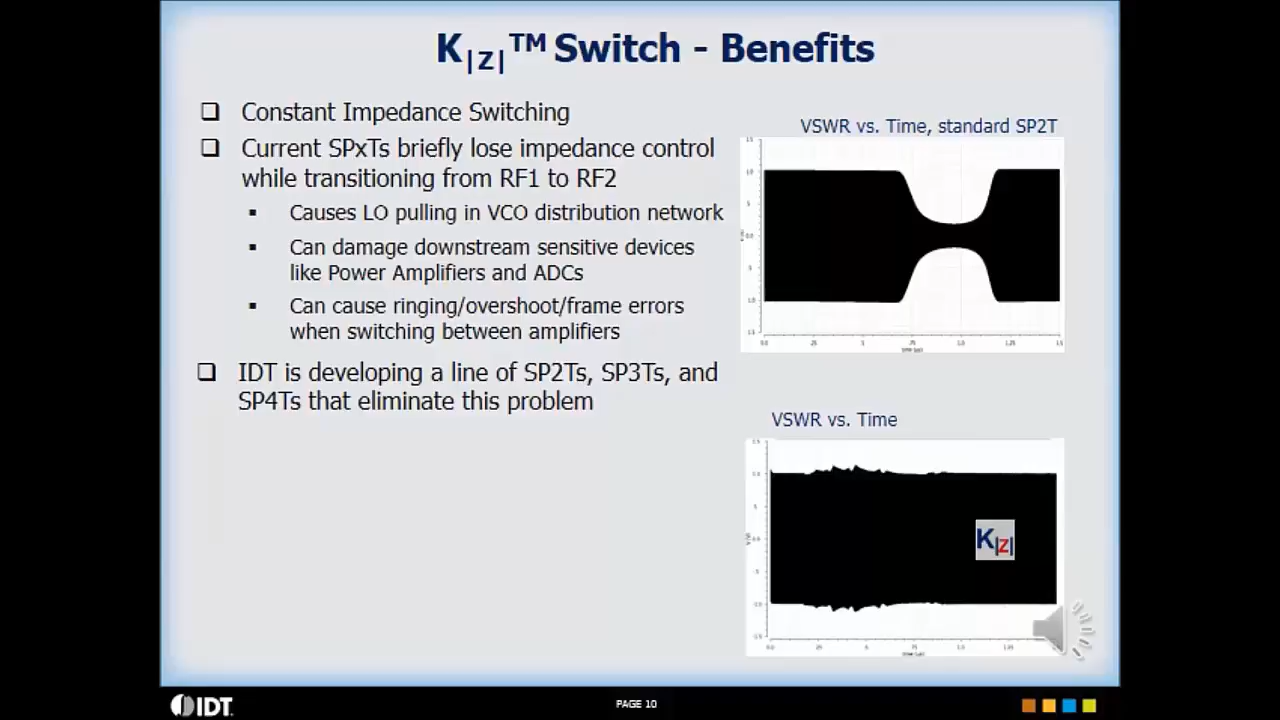 K|Z|™ Switch - Benefits
Constant Impedance Switching
Current SPxTs briefly lose impedance control
while transitioning from RF1 to RF2
Causes LO pulling in VCO distribution network
Can damage downstream sensitive devices
like Power Amplifiers and ADCs
Can cause ringing/overshoot/frame errors
when switching between amplifiers
IDT is developing a line of SP2Ts, SP3Ts, and
SP4Ts that eliminate this problem
VSWR vs. Time, standard SP2T
VSWR vs. Time
K|Z|
IDT
PAGE 10